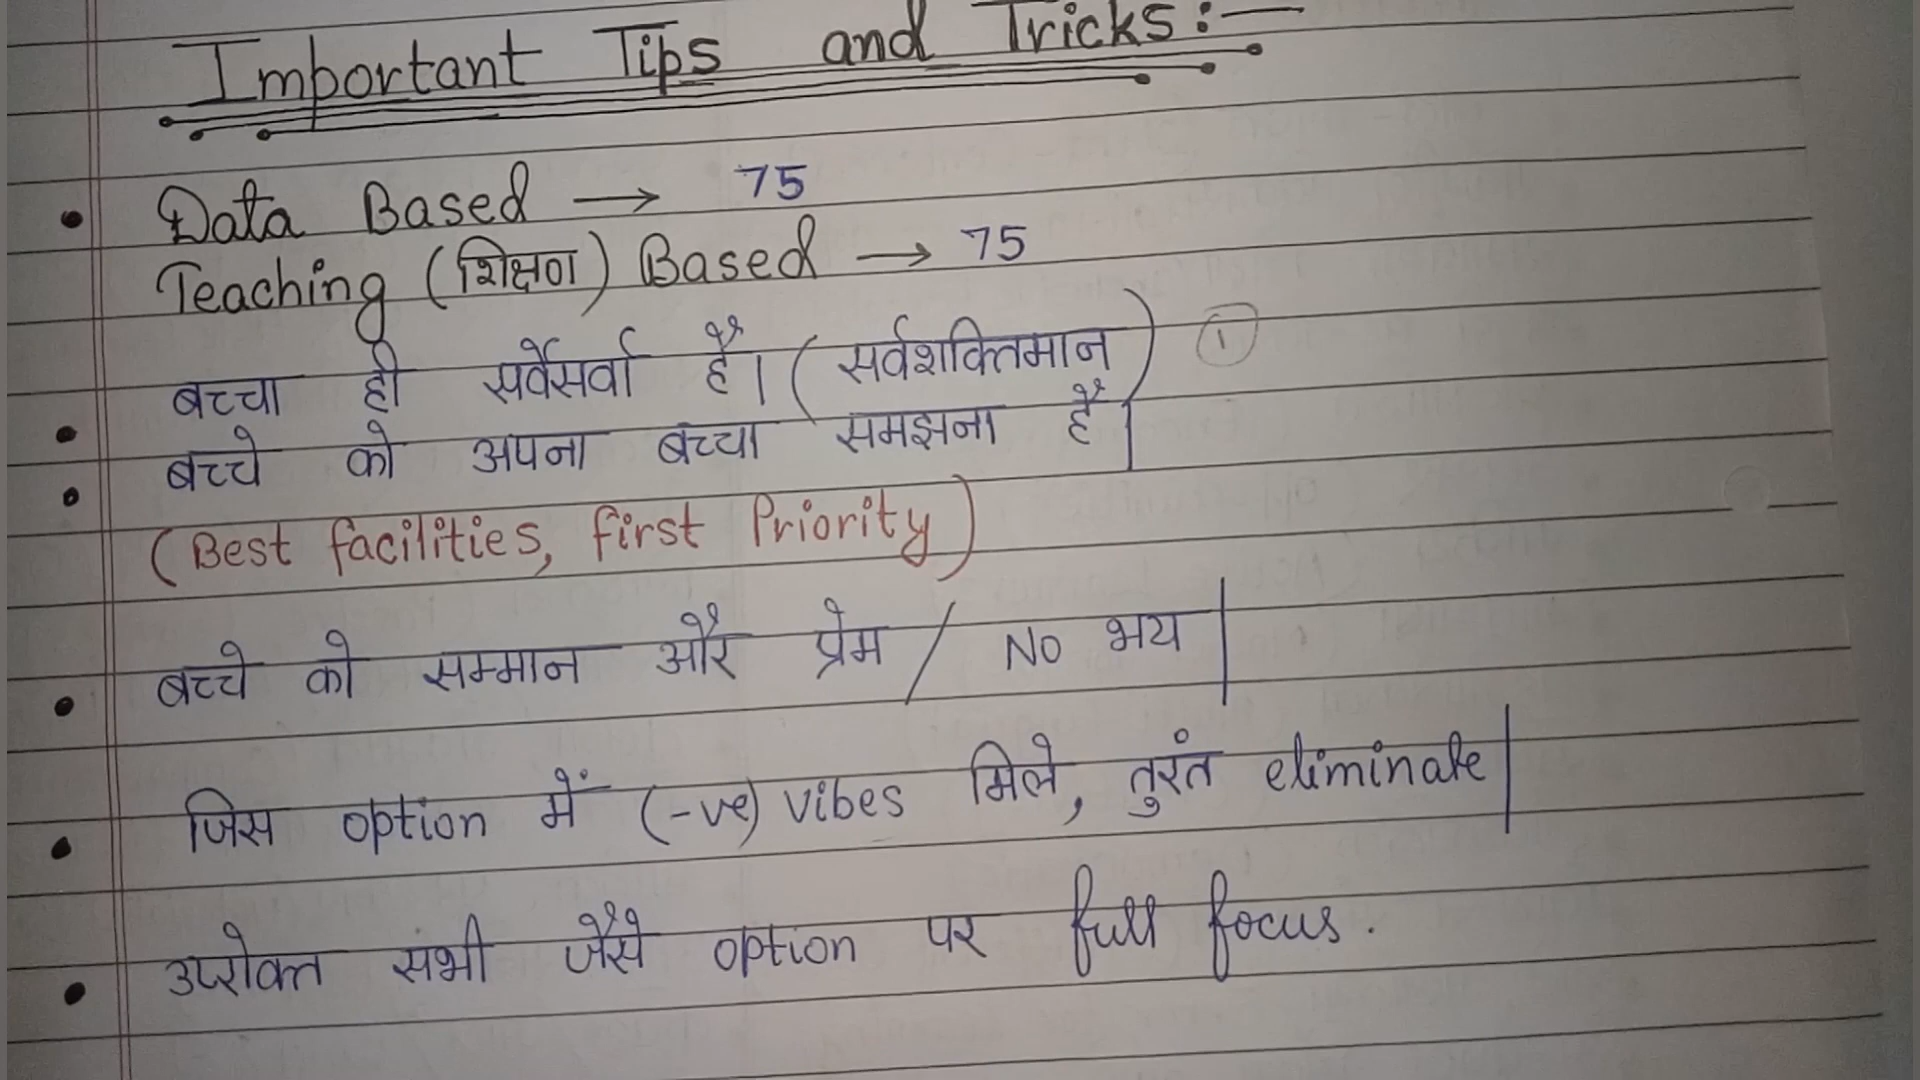 Important Tips and Tricks:-
Data Based → 75
Teaching (शिक्षण) Based → 75
बच्चा ही सर्वेसर्वा है। (सर्वशक्तिमान) ①
बच्चे को अपना बच्चा समझना है|
(Best facilities, first Priority)
बच्चे को सम्मान और प्रेम / No भय|
जिस option में (-ve) vibes मिले, तुरंत eliminate|
उपरोक्त सभी जैसे option पर full focus.